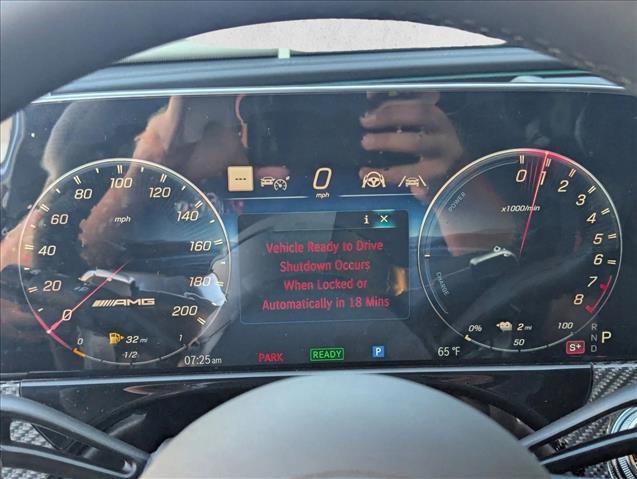 --- 0 mph
i ×
Vehicle Ready to Drive
Shutdown Occurs
When Locked or
Automatically in 18 Mins
0 20 40 60 80 100 120 140 160 180 200
mph
AMG
32 mi
0 1/2 1
07:25 am
PARK READY P 65 °F
0 1 2 3 4 5 6 7 8
x1000/min
POWER
CHARGE
2 mi
0% 50 100
S+
R
N
D
P